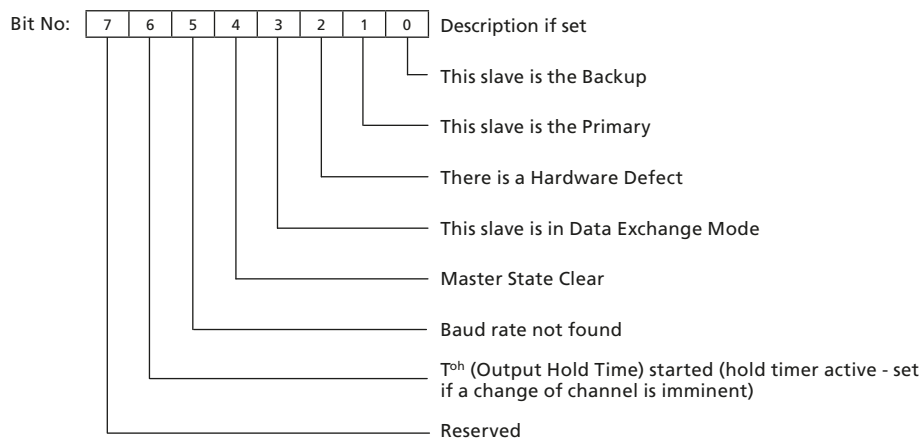 Bit No: 7 6 5 4 3 2 1 0 Description if set
This slave is the Backup
This slave is the Primary
There is a Hardware Defect
This slave is in Data Exchange Mode
Master State Clear
Baud rate not found
Tᵒʰ (Output Hold Time) started (hold timer active - set
if a change of channel is imminent)
Reserved